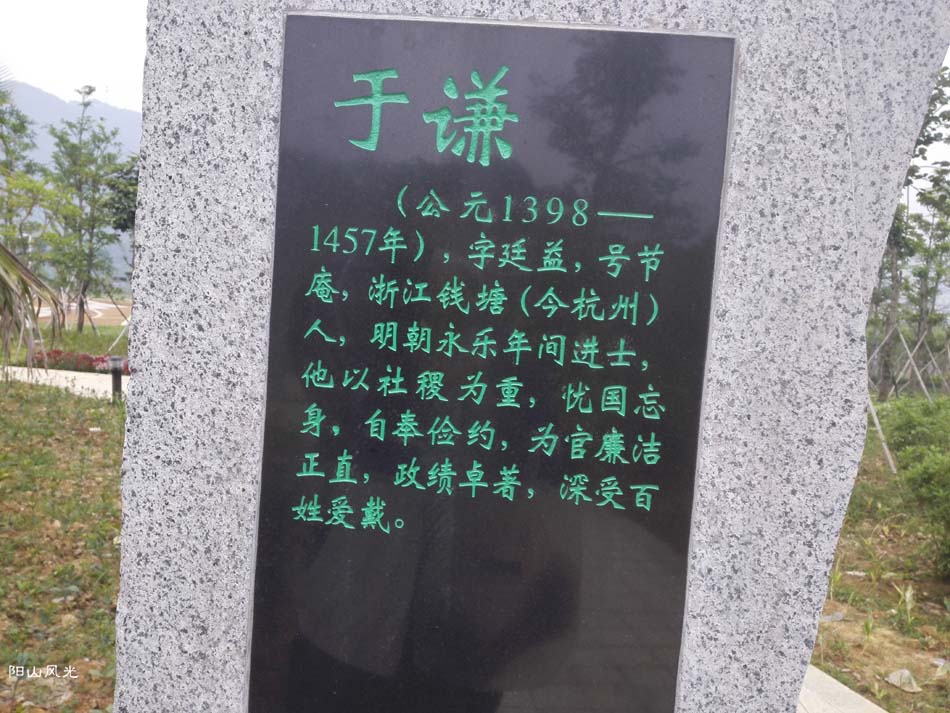 于谦
（公元1398——
1457年），字廷益，号节
庵，浙江钱塘（今杭州）
人，明朝永乐年间进士，
他以社稷为重，忧国忘
身，自奉俭约，为官廉洁
正直，政绩卓著，深受百
姓爱戴。
阳山风光